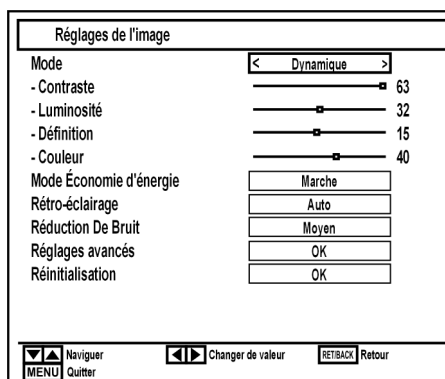 Réglages de l'image
Mode < Dynamique >
- Contraste 63
- Luminosité 32
- Définition 15
- Couleur 40
Mode Économie d'énergie Marche
Rétro-éclairage Auto
Réduction De Bruit Moyen
Réglages avancés OK
Réinitialisation OK
Naviguer Changer de valeur RET/BACK Retour
MENU Quitter